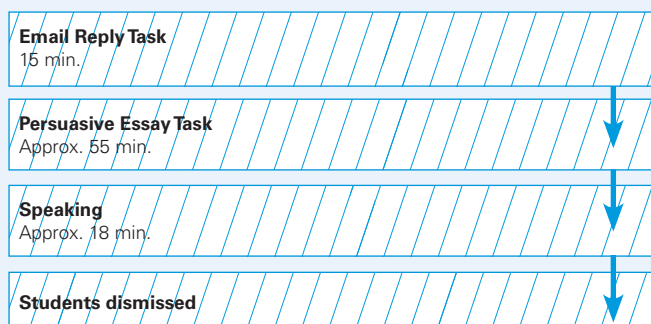 Email Reply Task
15 min.
Persuasive Essay Task
Approx. 55 min.
Speaking
Approx. 18 min.
Students dismissed